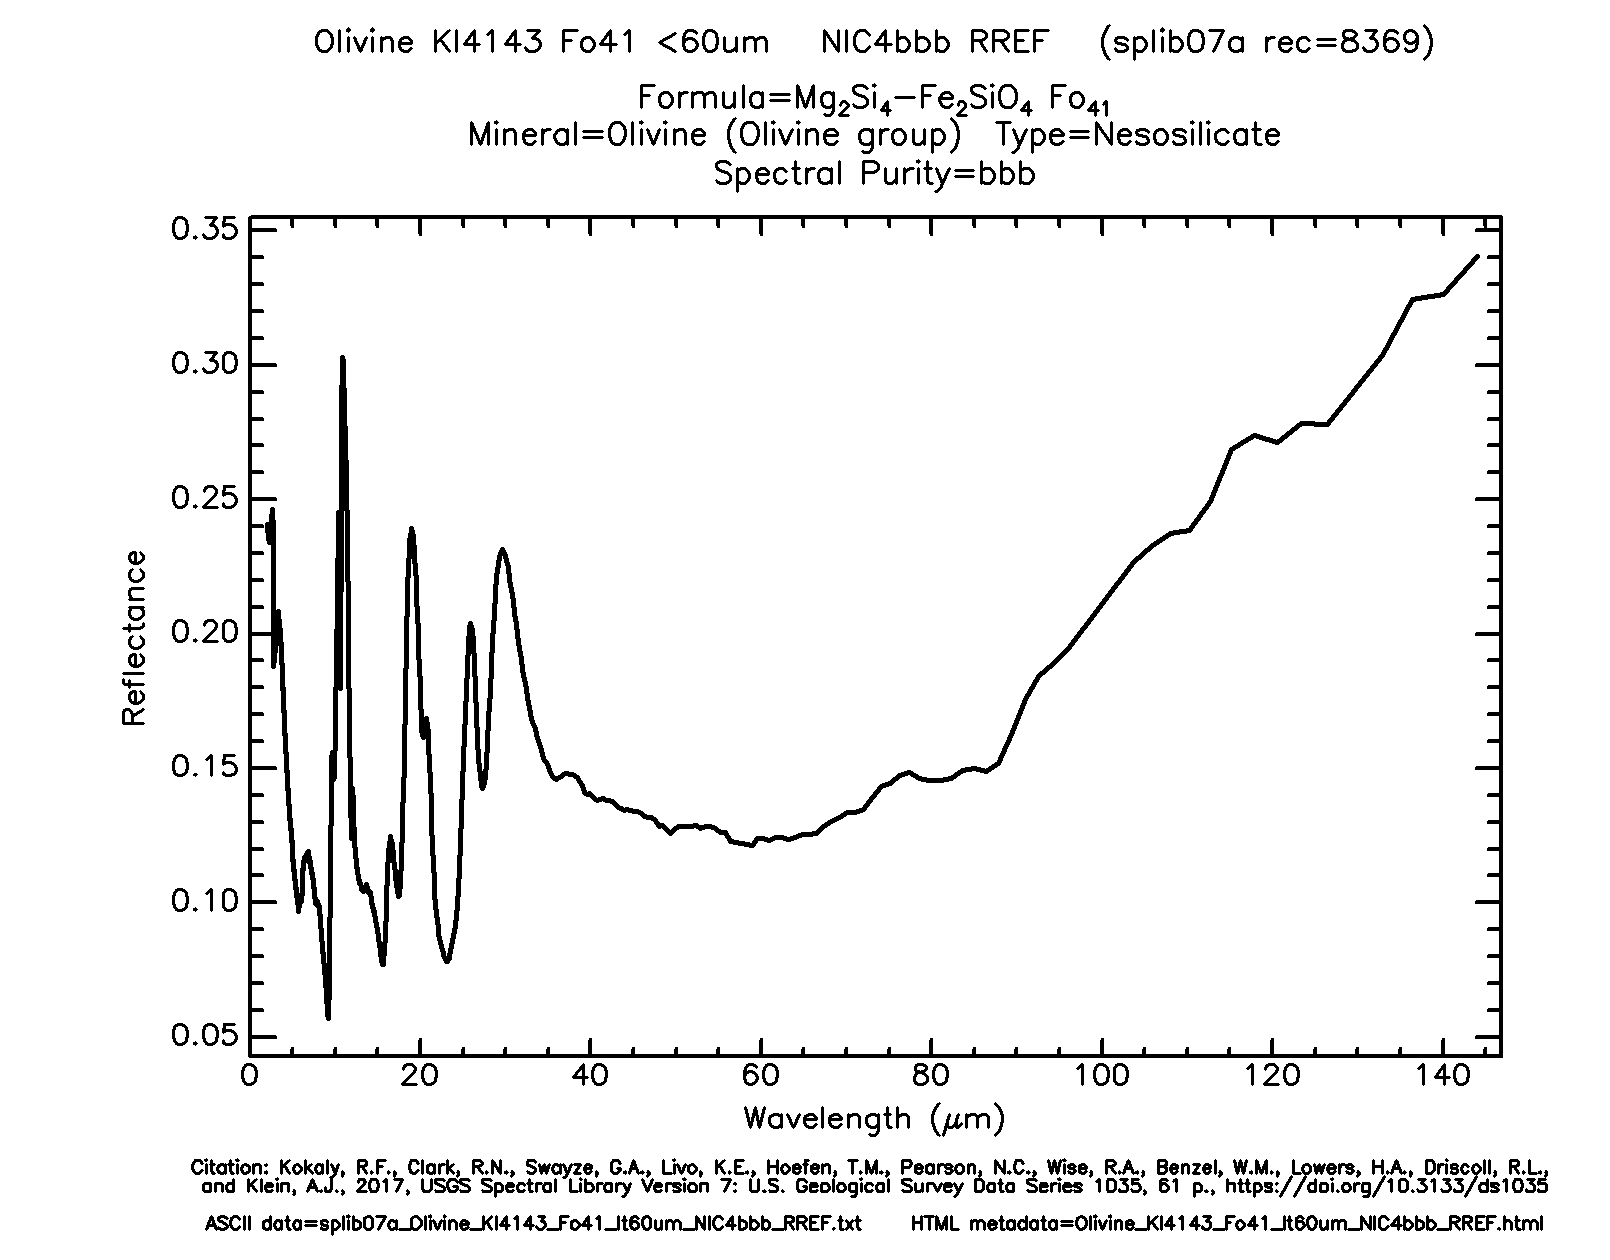 Olivine KI4143 Fo41 <60um NIC4bbb RREF (splib07a rec=8369)
Formula=Mg₂Si₄–Fe₂SiO₄ Fo₄₁
Mineral=Olivine (Olivine group) Type=Nesosilicate
Spectral Purity=bbb
0.35
0.30
0.25
0.20
0.15
0.10
0.05
Reflectance
0 20 40 60 80 100 120 140
Wavelength (μm)
Citation: Kokaly, R.F., Clark, R.N., Swayze, G.A., Livo, K.E., Hoefen, T.M., Pearson, N.C., Wise, R.A., Benzel, W.M., Lowers, H.A., Driscoll, R.L.,
and Klein, A.J., 2017, USGS Spectral Library Version 7: U.S. Geological Survey Data Series 1035, 61 p., https://doi.org/10.3133/ds1035
ASCII data=splib07a_Olivine_KI4143_Fo41_lt60um_NIC4bbb_RREF.txt HTML metadata=Olivine_KI4143_Fo41_lt60um_NIC4bbb_RREF.html